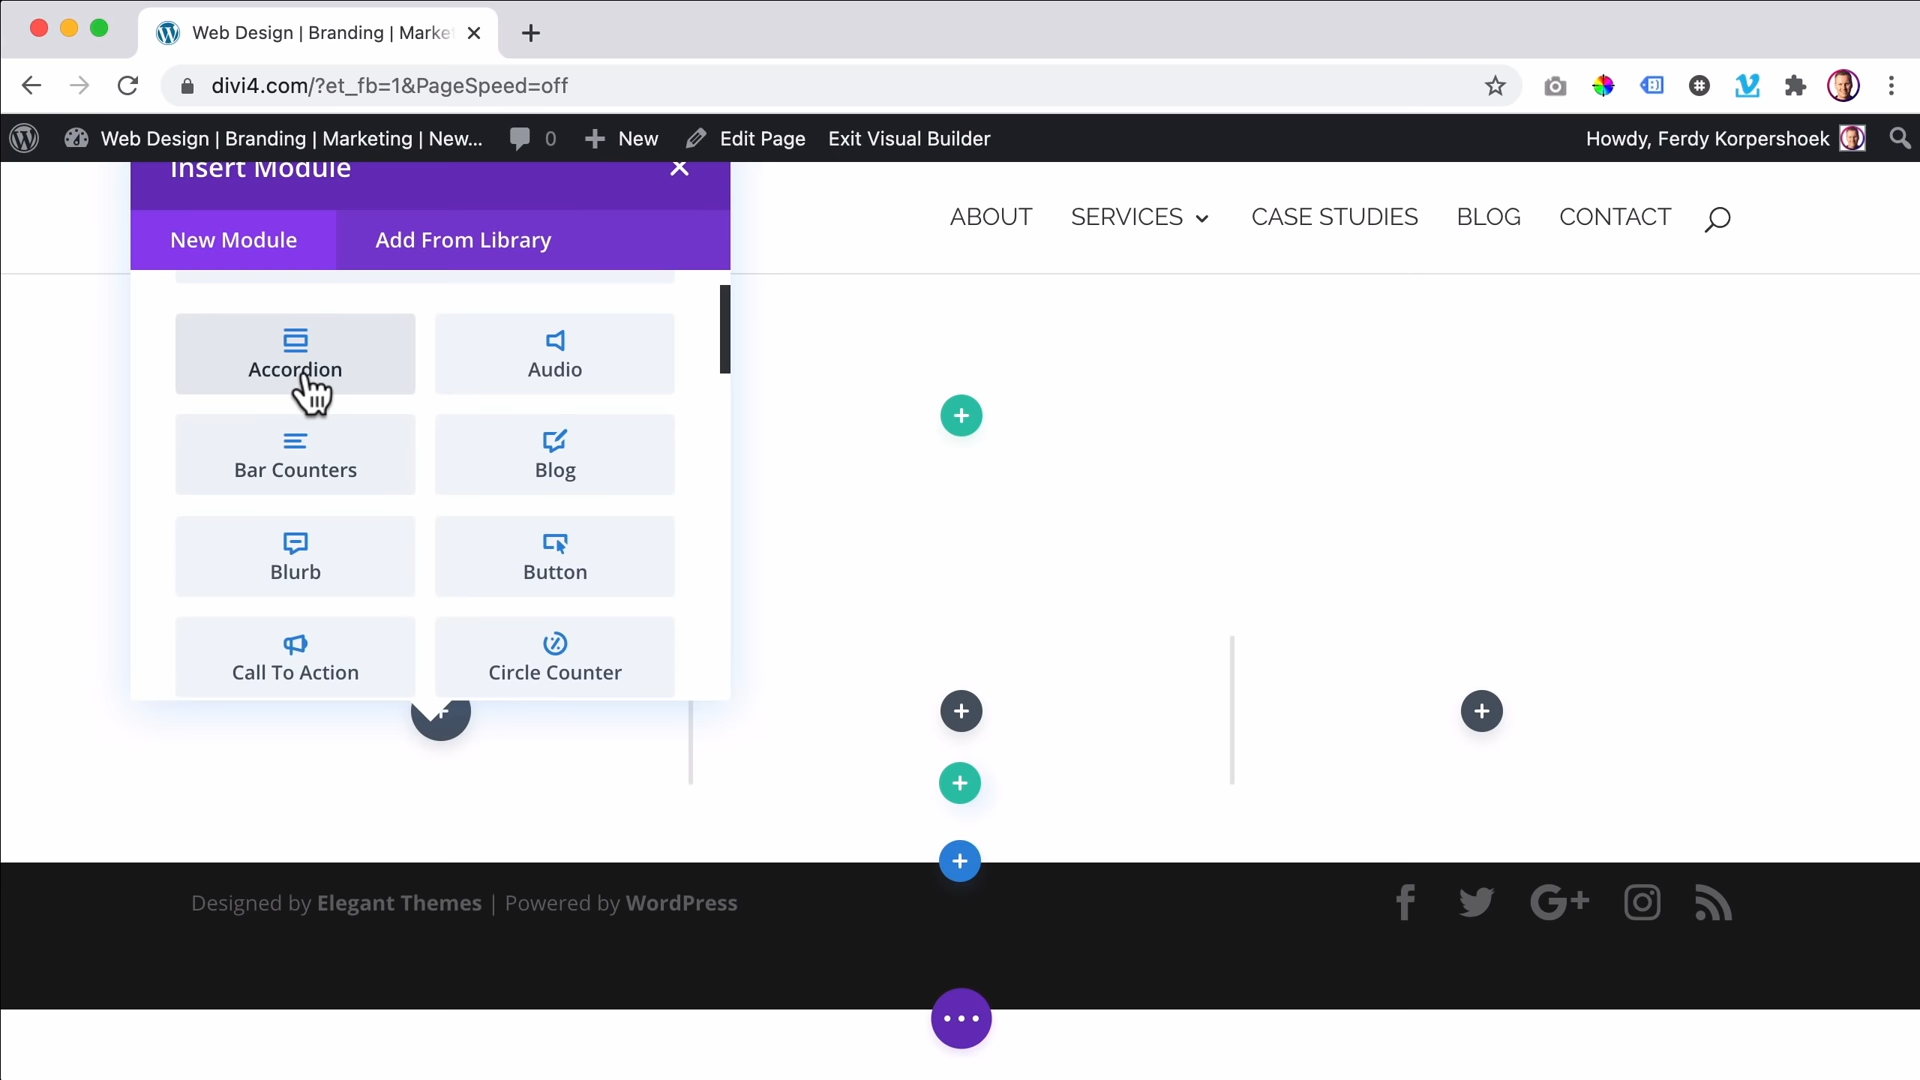 Web Design | Branding | Marke
divi4.com/?et_fb=1&PageSpeed=off
Web Design | Branding | Marketing | New... 0 New Edit Page Exit Visual Builder Howdy, Ferdy Korpershoek
Insert Module
ABOUT SERVICES CASE STUDIES BLOG CONTACT
New Module Add From Library
Accordion Audio
Bar Counters Blog
Blurb Button
Call To Action Circle Counter
Designed by Elegant Themes | Powered by WordPress